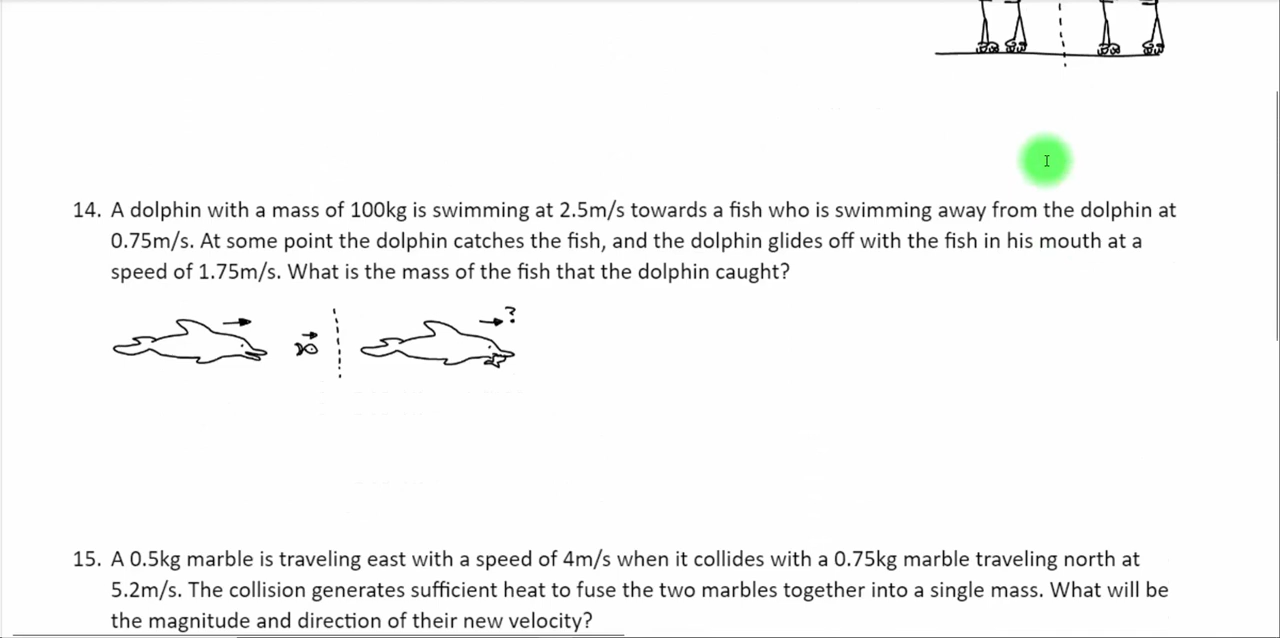 14. A dolphin with a mass of 100kg is swimming at 2.5m/s towards a fish who is swimming away from the dolphin at
0.75m/s. At some point the dolphin catches the fish, and the dolphin glides off with the fish in his mouth at a
speed of 1.75m/s. What is the mass of the fish that the dolphin caught?
?
15. A 0.5kg marble is traveling east with a speed of 4m/s when it collides with a 0.75kg marble traveling north at
5.2m/s. The collision generates sufficient heat to fuse the two marbles together into a single mass. What will be
the magnitude and direction of their new velocity?